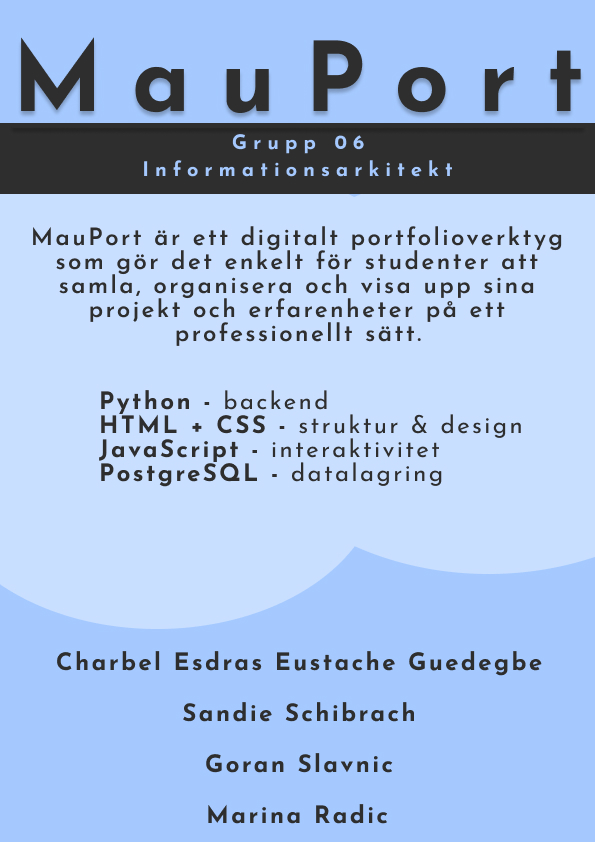 MauPort
Grupp 06
Informationsarkitekt
MauPort är ett digitalt portfolioverktyg
som gör det enkelt för studenter att
samla, organisera och visa upp sina
projekt och erfarenheter på ett
professionellt sätt.
Python - backend
HTML + CSS - struktur & design
JavaScript - interaktivitet
PostgreSQL - datalagring
Charbel Esdras Eustache Guedegbe
Sandie Schibrach
Goran Slavnic
Marina Radic